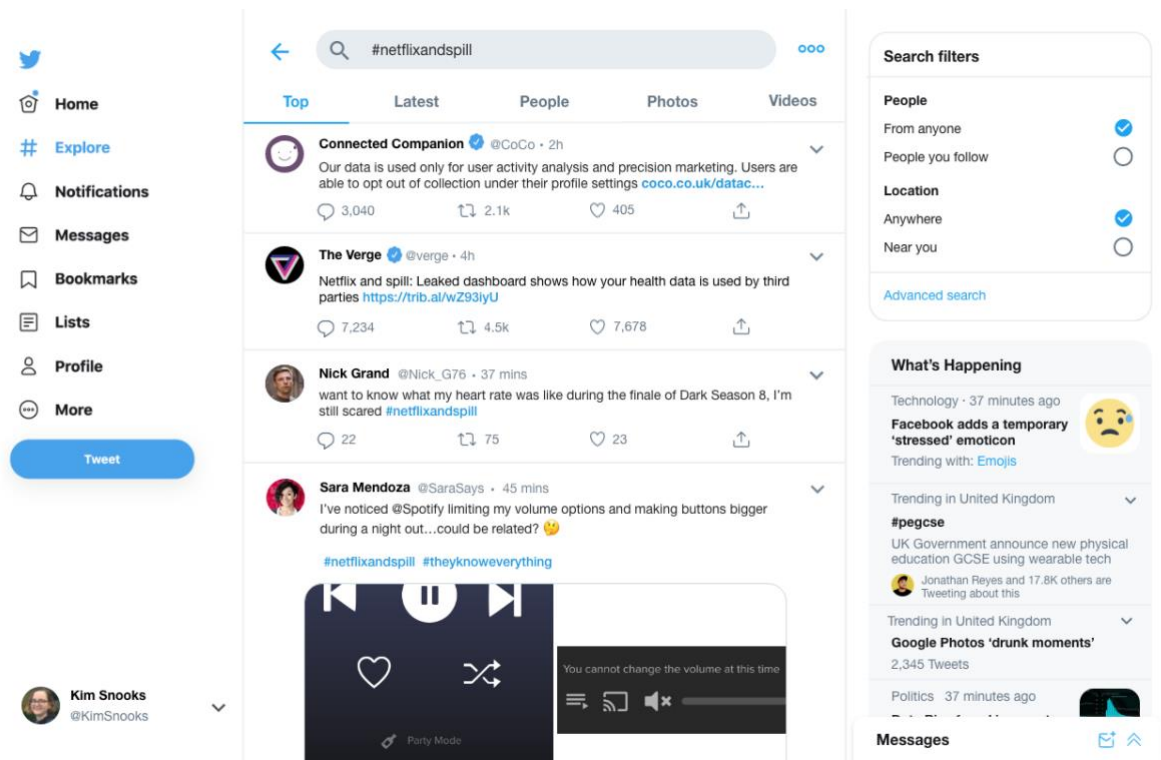 Home
Explore
Notifications
Messages
Bookmarks
Lists
Profile
More
Tweet
Kim Snooks
@KimSnooks
#netflixandspill
Top Latest People Photos Videos
Connected Companion @CoCo • 2h
Our data is used only for user activity analysis and precision marketing. Users are
able to opt out of collection under their profile settings coco.co.uk/datac...
3,040 2.1k 405
The Verge @verge • 4h
Netflix and spill: Leaked dashboard shows how your health data is used by third
parties https://trib.al/wZ93iyU
7,234 4.5k 7,678
Nick Grand @Nick_G76 • 37 mins
want to know what my heart rate was like during the finale of Dark Season 8, I'm
still scared #netflixandspill
22 75 23
Sara Mendoza @SaraSays • 45 mins
I've noticed @Spotify limiting my volume options and making buttons bigger
during a night out...could be related? 🤔
#netflixandspill #theyknoweverything
Party Mode
You cannot change the volume at this time
Search filters
People
From anyone
People you follow
Location
Anywhere
Near you
Advanced search
What's Happening
Technology · 37 minutes ago
Facebook adds a temporary
'stressed' emoticon
Trending with: Emojis
Trending in United Kingdom
#pegcse
UK Government announce new physical
education GCSE using wearable tech
Jonathan Reyes and 17.8K others are
Tweeting about this
Trending in United Kingdom
Google Photos 'drunk moments'
2,345 Tweets
Politics 37 minutes ago
Messages